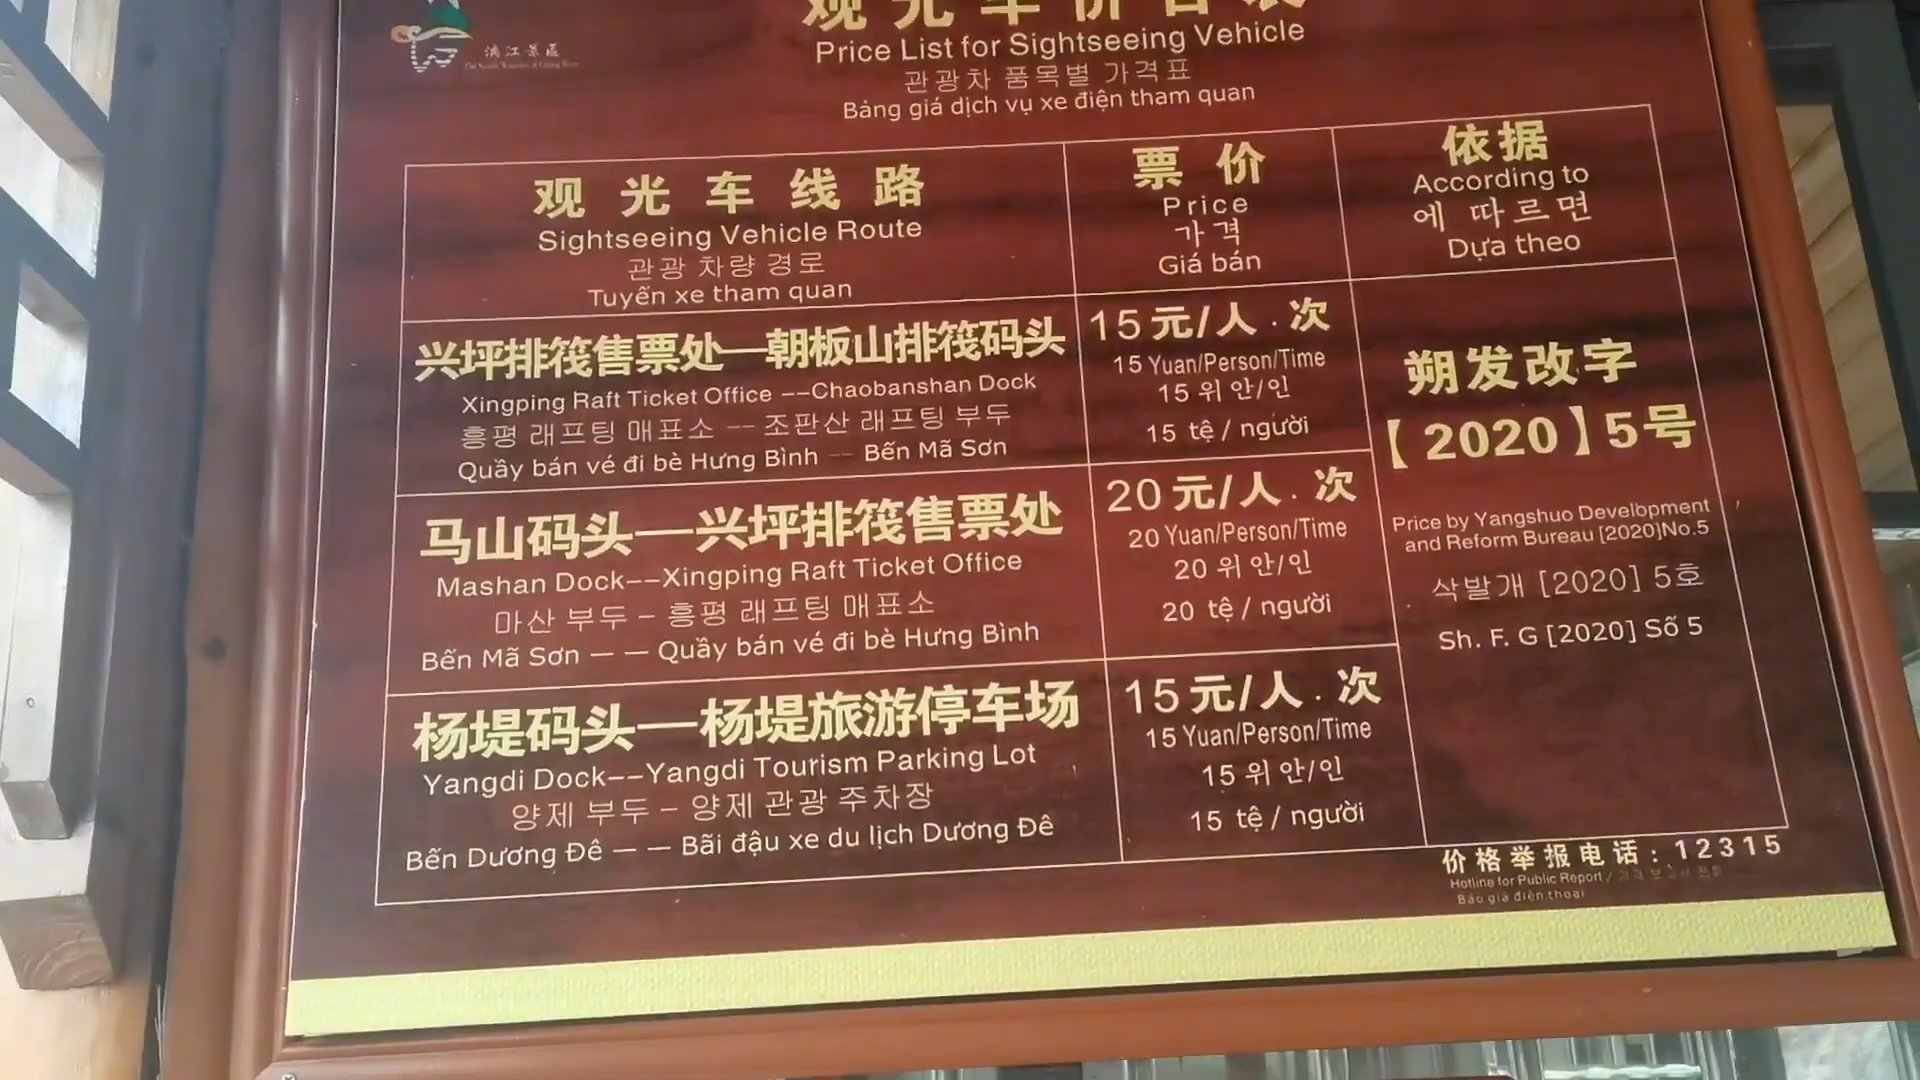 漓江景區
观光车价目表
Price List for Sightseeing Vehicle
관광차 품목별 가격표
Bảng giá dịch vụ xe điện tham quan
观光车线路
Sightseeing Vehicle Route
관광 차량 경로
Tuyến xe tham quan
票价
Price
가격
Giá bán
依据
According to
에 따르면
Dựa theo
兴坪排筏售票处—朝板山排筏码头
Xingping Raft Ticket Office --Chaobanshan Dock
흥평 래프팅 매표소 -- 조판산 래프팅 부두
Quầy bán vé đi bè Hưng Bình -- Bến Mã Sơn
15元/人.次
15 Yuan/Person/Time
15 위안/인
15 tệ / người
马山码头—兴坪排筏售票处
Mashan Dock--Xingping Raft Ticket Office
마산 부두 - 흥평 래프팅 매표소
Bến Mã Sơn — — Quầy bán vé đi bè Hưng Bình
20元/人.次
20 Yuan/Person/Time
20 위안/인
20 tệ / người
杨堤码头—杨堤旅游停车场
Yangdi Dock--Yangdi Tourism Parking Lot
양제 부두 - 양제 관광 주차장
Bến Dương Đê — — Bãi đậu xe du lịch Dương Đê
15元/人.次
15 Yuan/Person/Time
15 위안/인
15 tệ / người
朔发改字
【2020】5号
Price by Yangshuo Develbpment
and Reform Bureau [2020]No.5
삭발개 [2020] 5호
Sh. F. G [2020] Số 5
价格举报电话：12315
Hotline for Public Report /
Báo giá điện thoại